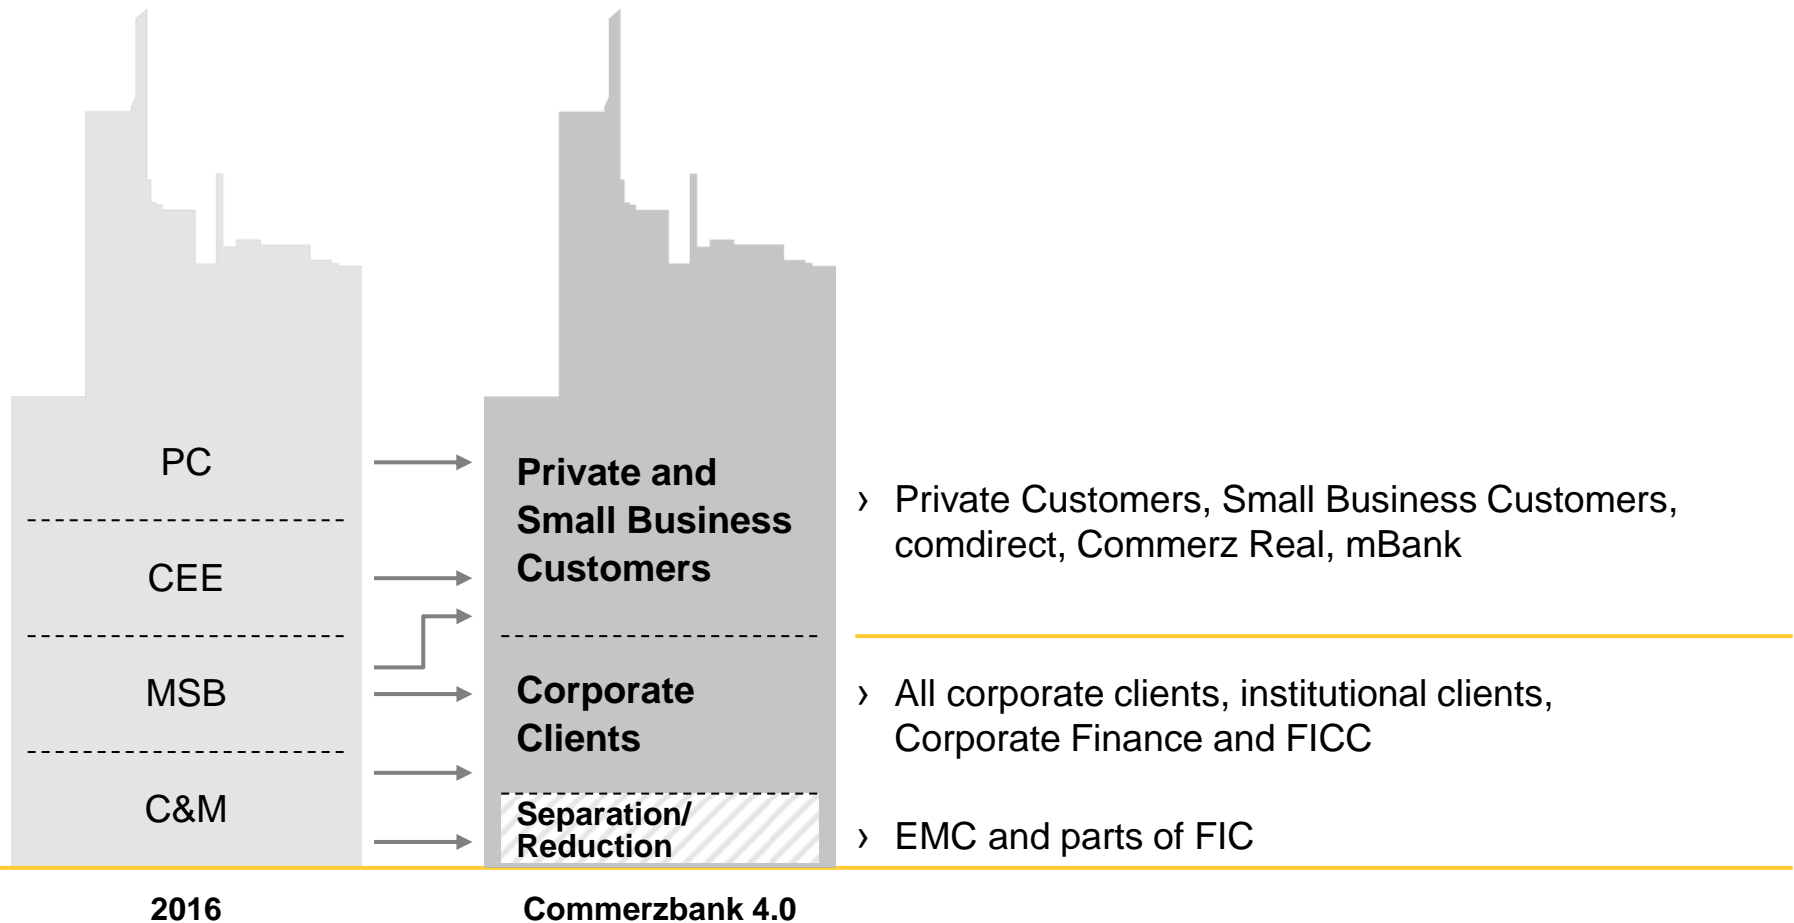 PC
CEE
MSB
C&M
2016
Private and
Small Business
Customers
Corporate
Clients
Separation/
Reduction
Commerzbank 4.0
› Private Customers, Small Business Customers,
comdirect, Commerz Real, mBank
› All corporate clients, institutional clients,
Corporate Finance and FICC
› EMC and parts of FIC